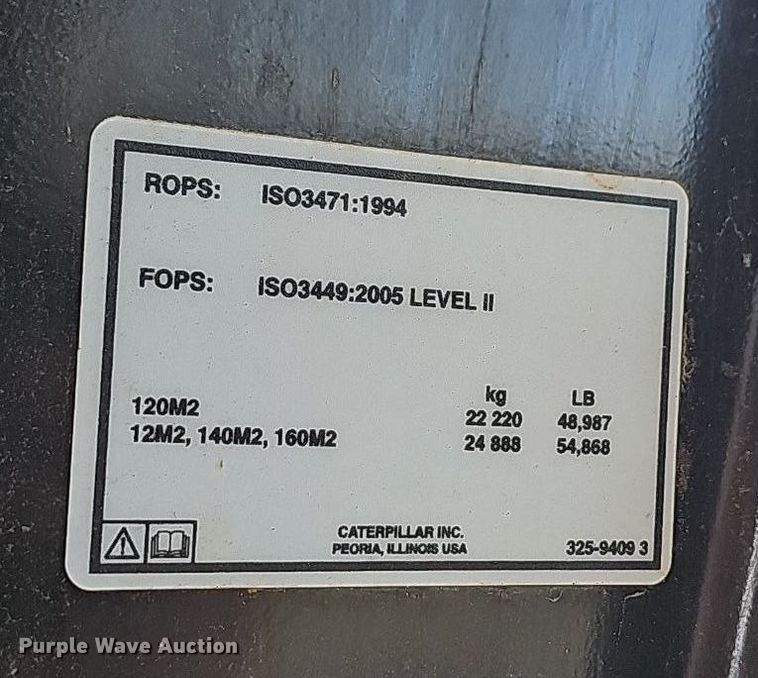 ROPS: ISO3471:1994
FOPS: ISO3449:2005 LEVEL II
kg LB
120M2 22 220 48,987
12M2, 140M2, 160M2 24 888 54,868
CATERPILLAR INC.
PEORIA, ILLINOIS USA 325-9409 3
Purple Wave Auction